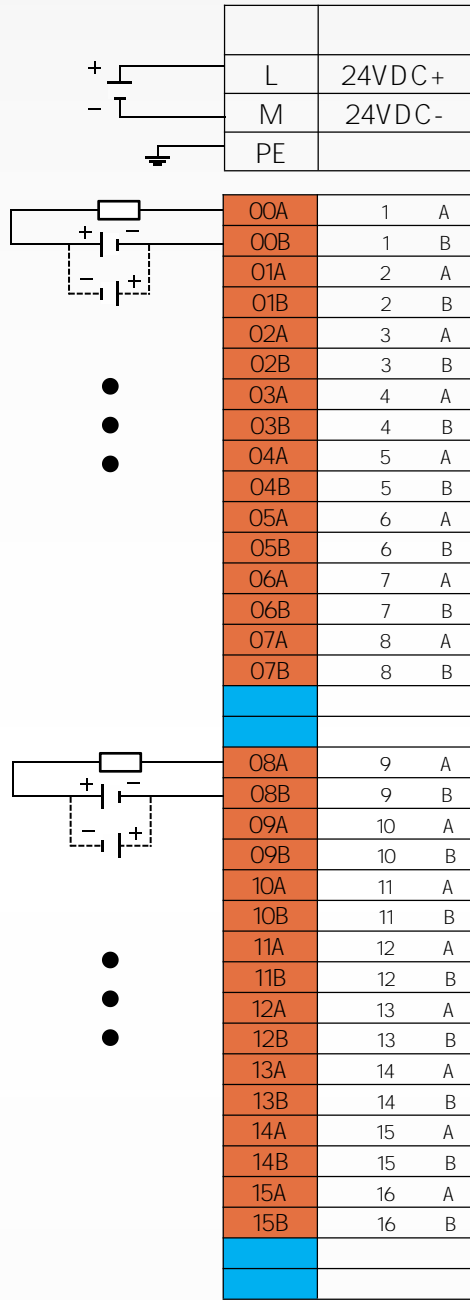 + L 24VDC+
− M 24VDC-
PE
00A 1 A
+ − 00B 1 B
− + 01A 2 A
01B 2 B
02A 3 A
02B 3 B
03A 4 A
03B 4 B
04A 5 A
04B 5 B
05A 6 A
05B 6 B
06A 7 A
06B 7 B
07A 8 A
07B 8 B
08A 9 A
+ − 08B 9 B
− + 09A 10 A
09B 10 B
10A 11 A
10B 11 B
11A 12 A
11B 12 B
12A 13 A
12B 13 B
13A 14 A
13B 14 B
14A 15 A
14B 15 B
15A 16 A
15B 16 B